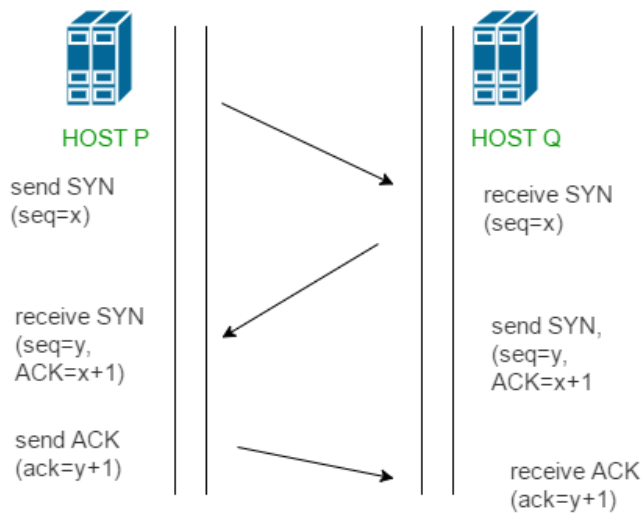 HOST P
HOST Q
send SYN
(seq=x)
receive SYN
(seq=x)
receive SYN
(seq=y,
ACK=x+1)
send SYN,
(seq=y,
ACK=x+1
send ACK
(ack=y+1)
receive ACK
(ack=y+1)